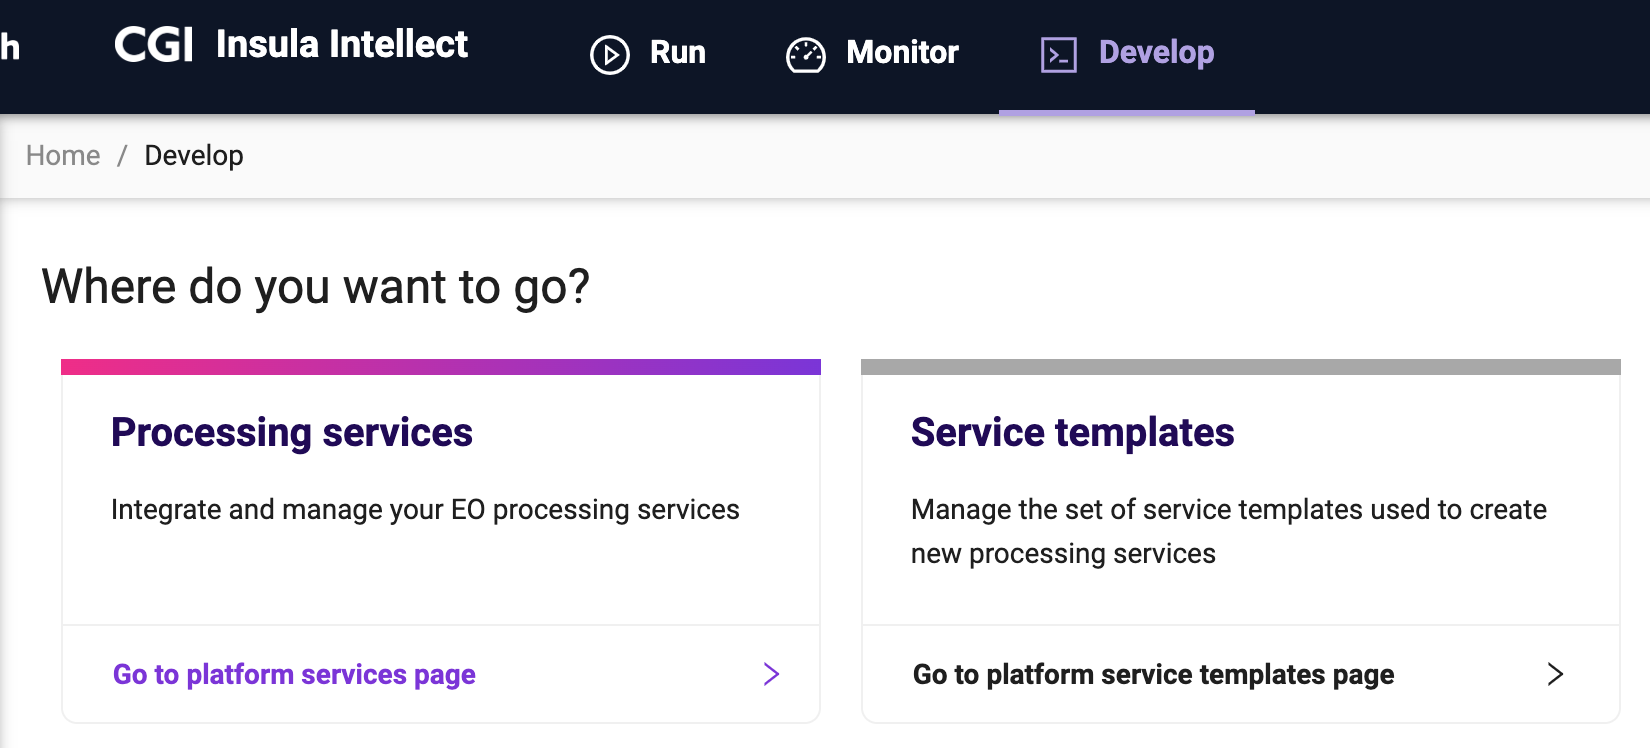 h
CGI Insula Intellect
Run
Monitor
Develop
Home / Develop
Where do you want to go?
Processing services
Integrate and manage your EO processing services
Go to platform services page
Service templates
Manage the set of service templates used to create
new processing services
Go to platform service templates page